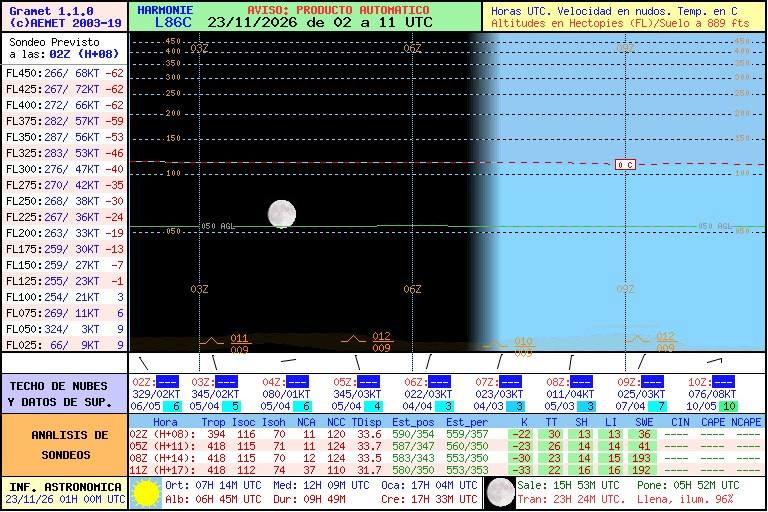 Gramet 1.1.0
(c)AEMET 2003-19
HARMONIE
L86C
AVISO: PRODUCTO AUTOMATICO
23/11/2026 de 02 a 11 UTC
Horas UTC. Velocidad en nudos. Temp. en C
Altitudes en Hectopies (FL)/Suelo a 889 fts
Sondeo Previsto
a las: 02Z (H+08)
FL450:266/ 68KT -62
FL425:267/ 72KT -62
FL400:272/ 66KT -62
FL375:282/ 57KT -59
FL350:287/ 56KT -53
FL325:283/ 53KT -46
FL300:276/ 47KT -40
FL275:270/ 42KT -35
FL250:268/ 38KT -30
FL225:267/ 36KT -24
FL200:263/ 33KT -19
FL175:259/ 30KT -13
FL150:259/ 27KT -7
FL125:255/ 23KT -1
FL100:254/ 21KT 3
FL075:269/ 11KT 6
FL050:324/ 3KT 9
FL025: 66/ 9KT 9
03Z 06Z 09Z
450 450
400 400
350 350
300 300
250 250
200 200
150 150
0 C
100 100
050 AGL 050 AGL
050 050
03Z 06Z 09Z
011 012 010 012
009 009 009 009
TECHO DE NUBES
Y DATOS DE SUP.
02Z:--- 03Z:--- 04Z:--- 05Z:--- 06Z:--- 07Z:--- 08Z:--- 09Z:--- 10Z:---
329/02KT 345/02KT 080/01KT 345/02KT 022/03KT 023/03KT 011/04KT 025/03KT 076/08KT
06/05 6 05/04 5 05/04 6 05/04 4 04/04 3 04/03 3 05/03 3 07/04 7 10/05 10
ANALISIS DE
SONDEOS
Hora Trop Isoc Isoh NCA NCC TDisp Est_pos Est_per K TT SH LI SWE CIN CAPE NCAPE
02Z (H+08): 394 116 70 11 120 33.6 590/354 559/357 -22 30 13 13 36 ---- ---- ----
05Z (H+11): 418 115 71 11 124 33.7 587/347 560/350 -23 26 14 14 41 ---- ---- ----
08Z (H+14): 418 115 70 12 124 33.5 583/343 553/350 -30 22 14 15 193 ---- ---- ----
11Z (H+17): 418 112 74 37 110 31.7 580/350 553/350 -33 22 16 16 192 ---- ---- ----
INF. ASTRONOMICA
23/11/26 01H 00M UTC
Ort: 07H 14M UTC Med: 12H 09M UTC Oca: 17H 04M UTC
Alb: 06H 45M UTC Dur: 09H 49M Cre: 17H 33M UTC
Sale: 15H 53M UTC Pone: 05H 52M UTC
Tran: 23H 24M UTC. Llena, ilum. 96%